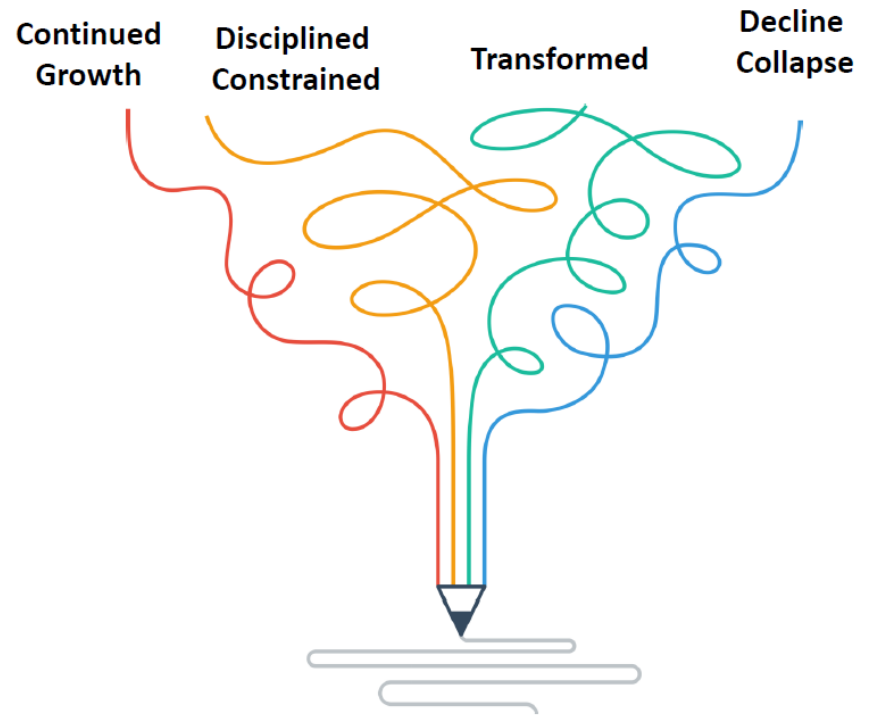 Continued
Growth
Disciplined
Constrained
Transformed
Decline
Collapse